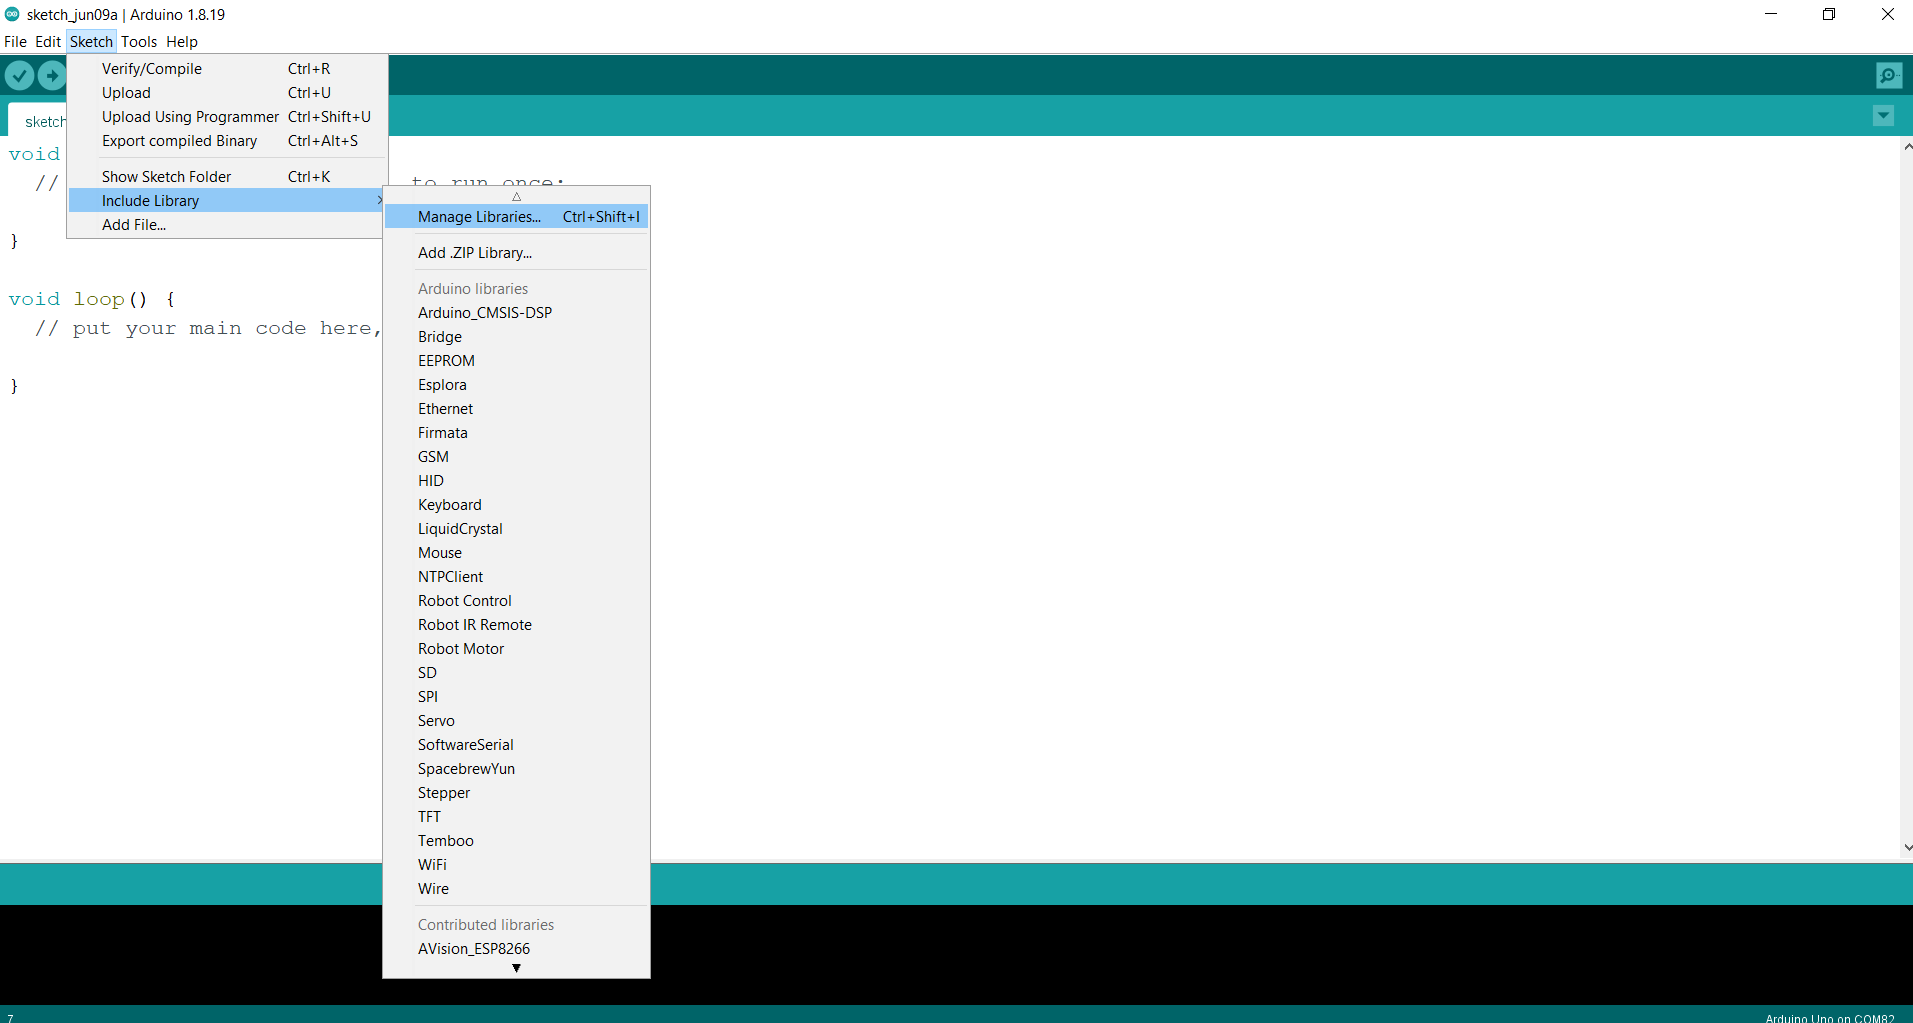 sketch_jun09a | Arduino 1.8.19
File Edit Sketch Tools Help
Verify/Compile Ctrl+R
Upload Ctrl+U
Upload Using Programmer Ctrl+Shift+U
Export compiled Binary Ctrl+Alt+S
Show Sketch Folder Ctrl+K
Include Library
Add File...
sketch
void
// to run once:
}
void loop() {
// put your main code here,
}
Manage Libraries... Ctrl+Shift+I
Add .ZIP Library...
Arduino libraries
Arduino_CMSIS-DSP
Bridge
EEPROM
Esplora
Ethernet
Firmata
GSM
HID
Keyboard
LiquidCrystal
Mouse
NTPClient
Robot Control
Robot IR Remote
Robot Motor
SD
SPI
Servo
SoftwareSerial
SpacebrewYun
Stepper
TFT
Temboo
WiFi
Wire
Contributed libraries
AVision_ESP8266
7 Arduino Uno on COM82